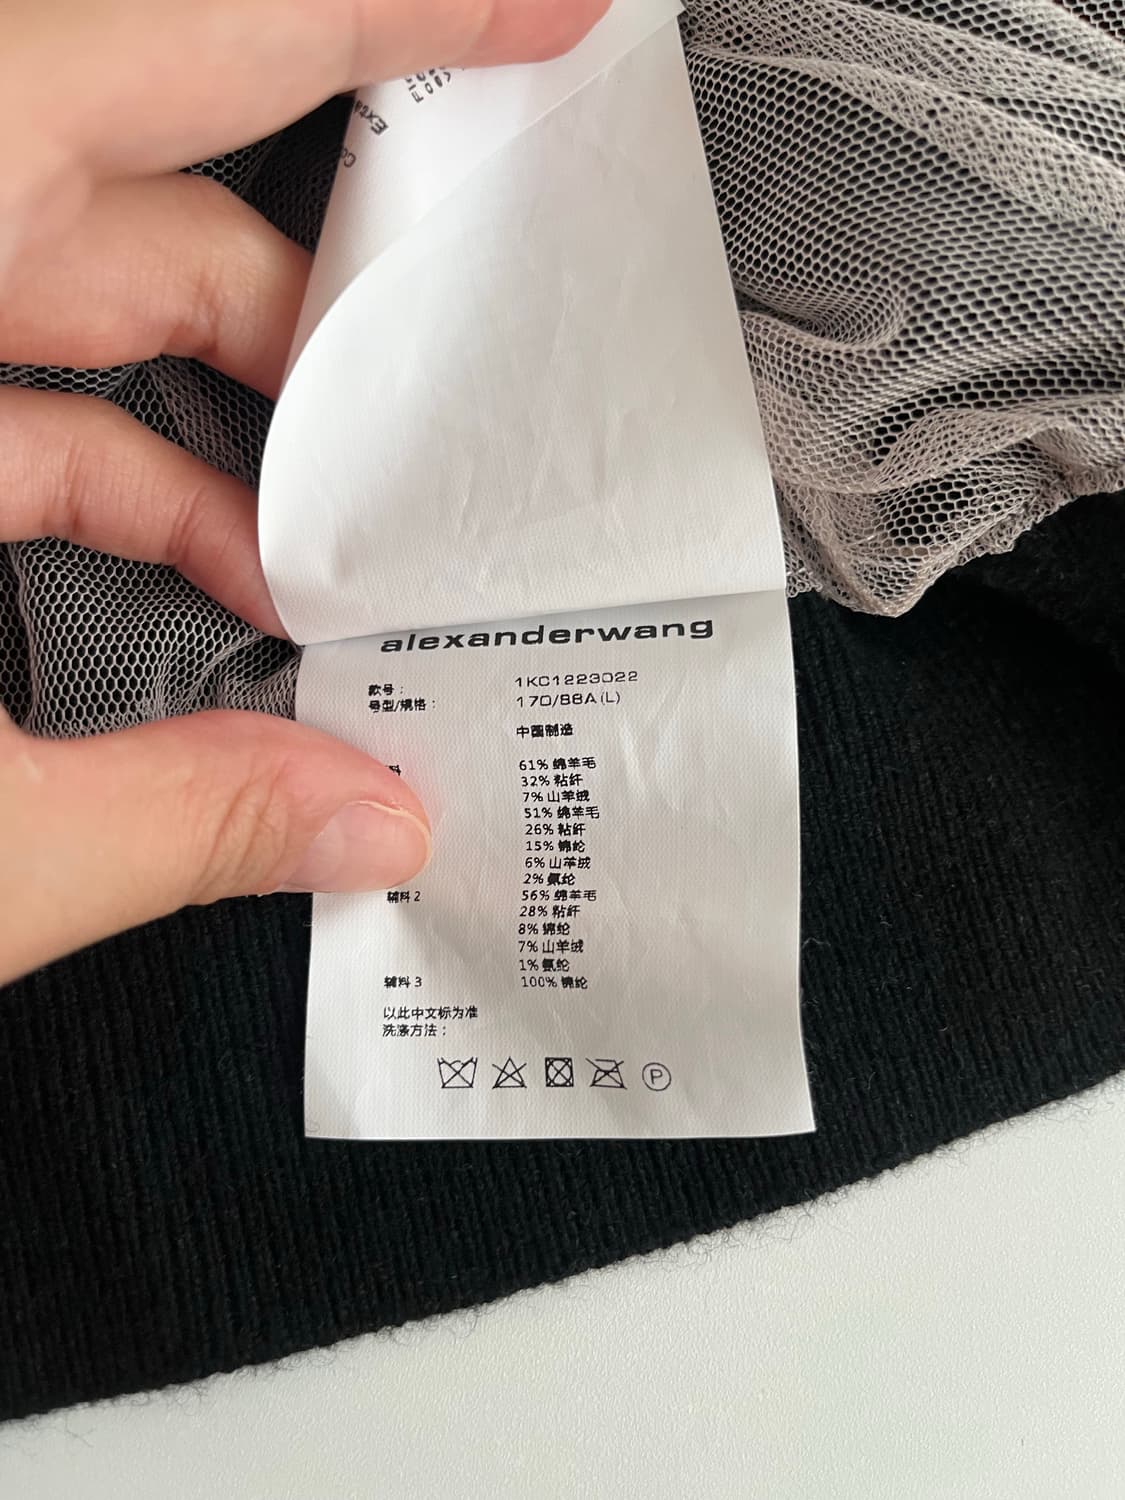 Exte
alexanderwang
款号： 1KC1223022
号型/规格： 170/88A(L)
中国制造
料 61% 绵羊毛
32% 粘纤
7% 山羊绒
51% 绵羊毛
26% 粘纤
15% 锦纶
6% 山羊绒
2% 氨纶
辅料 2 56% 绵羊毛
28% 粘纤
8% 锦纶
7% 山羊绒
1% 氨纶
辅料 3 100% 锦纶
以此中文标为准
洗涤方法：
P